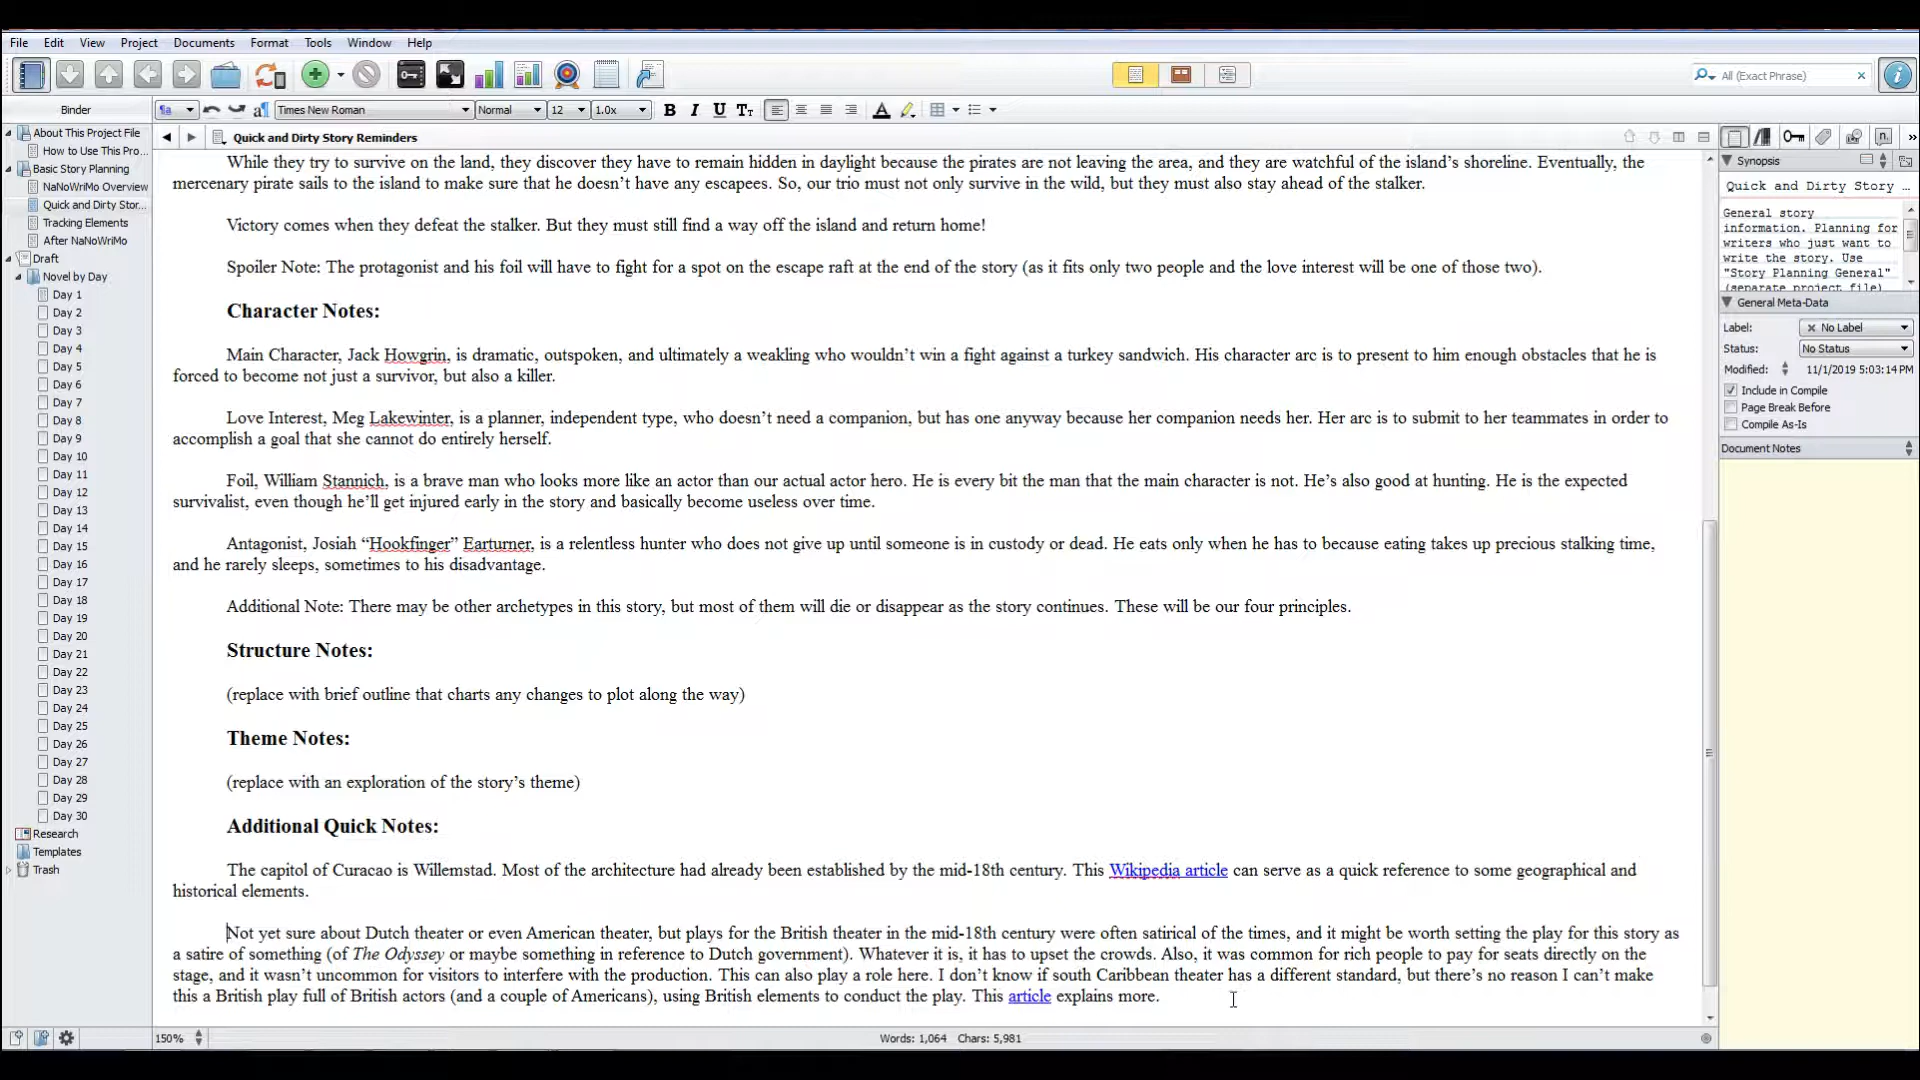 File Edit View Project Documents Format Tools Window Help
All (Exact Phrase)
Binder
Times New Roman Normal 12 1.0x B I U
Quick and Dirty Story Reminders
About This Project File
How to Use This Pro...
Basic Story Planning
NaNoWriMo Overview
Quick and Dirty Stor...
Tracking Elements
After NaNoWriMo
Draft
Novel by Day
Day 1
Day 2
Day 3
Day 4
Day 5
Day 6
Day 7
Day 8
Day 9
Day 10
Day 11
Day 12
Day 13
Day 14
Day 15
Day 16
Day 17
Day 18
Day 19
Day 20
Day 21
Day 22
Day 23
Day 24
Day 25
Day 26
Day 27
Day 28
Day 29
Day 30
Research
Templates
Trash
While they try to survive on the land, they discover they have to remain hidden in daylight because the pirates are not leaving the area, and they are watchful of the island’s shoreline. Eventually, the
mercenary pirate sails to the island to make sure that he doesn’t have any escapees. So, our trio must not only survive in the wild, but they must also stay ahead of the stalker.
Victory comes when they defeat the stalker. But they must still find a way off the island and return home!
Spoiler Note: The protagonist and his foil will have to fight for a spot on the escape raft at the end of the story (as it fits only two people and the love interest will be one of those two).
Character Notes:
Main Character, Jack Howgrin, is dramatic, outspoken, and ultimately a weakling who wouldn’t win a fight against a turkey sandwich. His character arc is to present to him enough obstacles that he is
forced to become not just a survivor, but also a killer.
Love Interest, Meg Lakewinter, is a planner, independent type, who doesn’t need a companion, but has one anyway because her companion needs her. Her arc is to submit to her teammates in order to
accomplish a goal that she cannot do entirely herself.
Foil, William Stannich, is a brave man who looks more like an actor than our actual actor hero. He is every bit the man that the main character is not. He’s also good at hunting. He is the expected
survivalist, even though he’ll get injured early in the story and basically become useless over time.
Antagonist, Josiah “Hookfinger” Earturner, is a relentless hunter who does not give up until someone is in custody or dead. He eats only when he has to because eating takes up precious stalking time,
and he rarely sleeps, sometimes to his disadvantage.
Additional Note: There may be other archetypes in this story, but most of them will die or disappear as the story continues. These will be our four principles.
Structure Notes:
(replace with brief outline that charts any changes to plot along the way)
Theme Notes:
(replace with an exploration of the story’s theme)
Additional Quick Notes:
The capitol of Curacao is Willemstad. Most of the architecture had already been established by the mid-18th century. This Wikipedia article can serve as a quick reference to some geographical and
historical elements.
Not yet sure about Dutch theater or even American theater, but plays for the British theater in the mid-18th century were often satirical of the times, and it might be worth setting the play for this story as
a satire of something (of The Odyssey or maybe something in reference to Dutch government). Whatever it is, it has to upset the crowds. Also, it was common for rich people to pay for seats directly on the
stage, and it wasn’t uncommon for visitors to interfere with the production. This can also play a role here. I don’t know if south Caribbean theater has a different standard, but there’s no reason I can’t make
this a British play full of British actors (and a couple of Americans), using British elements to conduct the play. This article explains more.
150%
Words: 1,064 Chars: 5,981
Synopsis
Quick and Dirty Story ...
General story
information. Planning for
writers who just want to
write the story. Use
"Story Planning General"
(separate project file)
General Meta-Data
Label: No Label
Status: No Status
Modified: 11/1/2019 5:03:14 PM
Include in Compile
Page Break Before
Compile As-Is
Document Notes